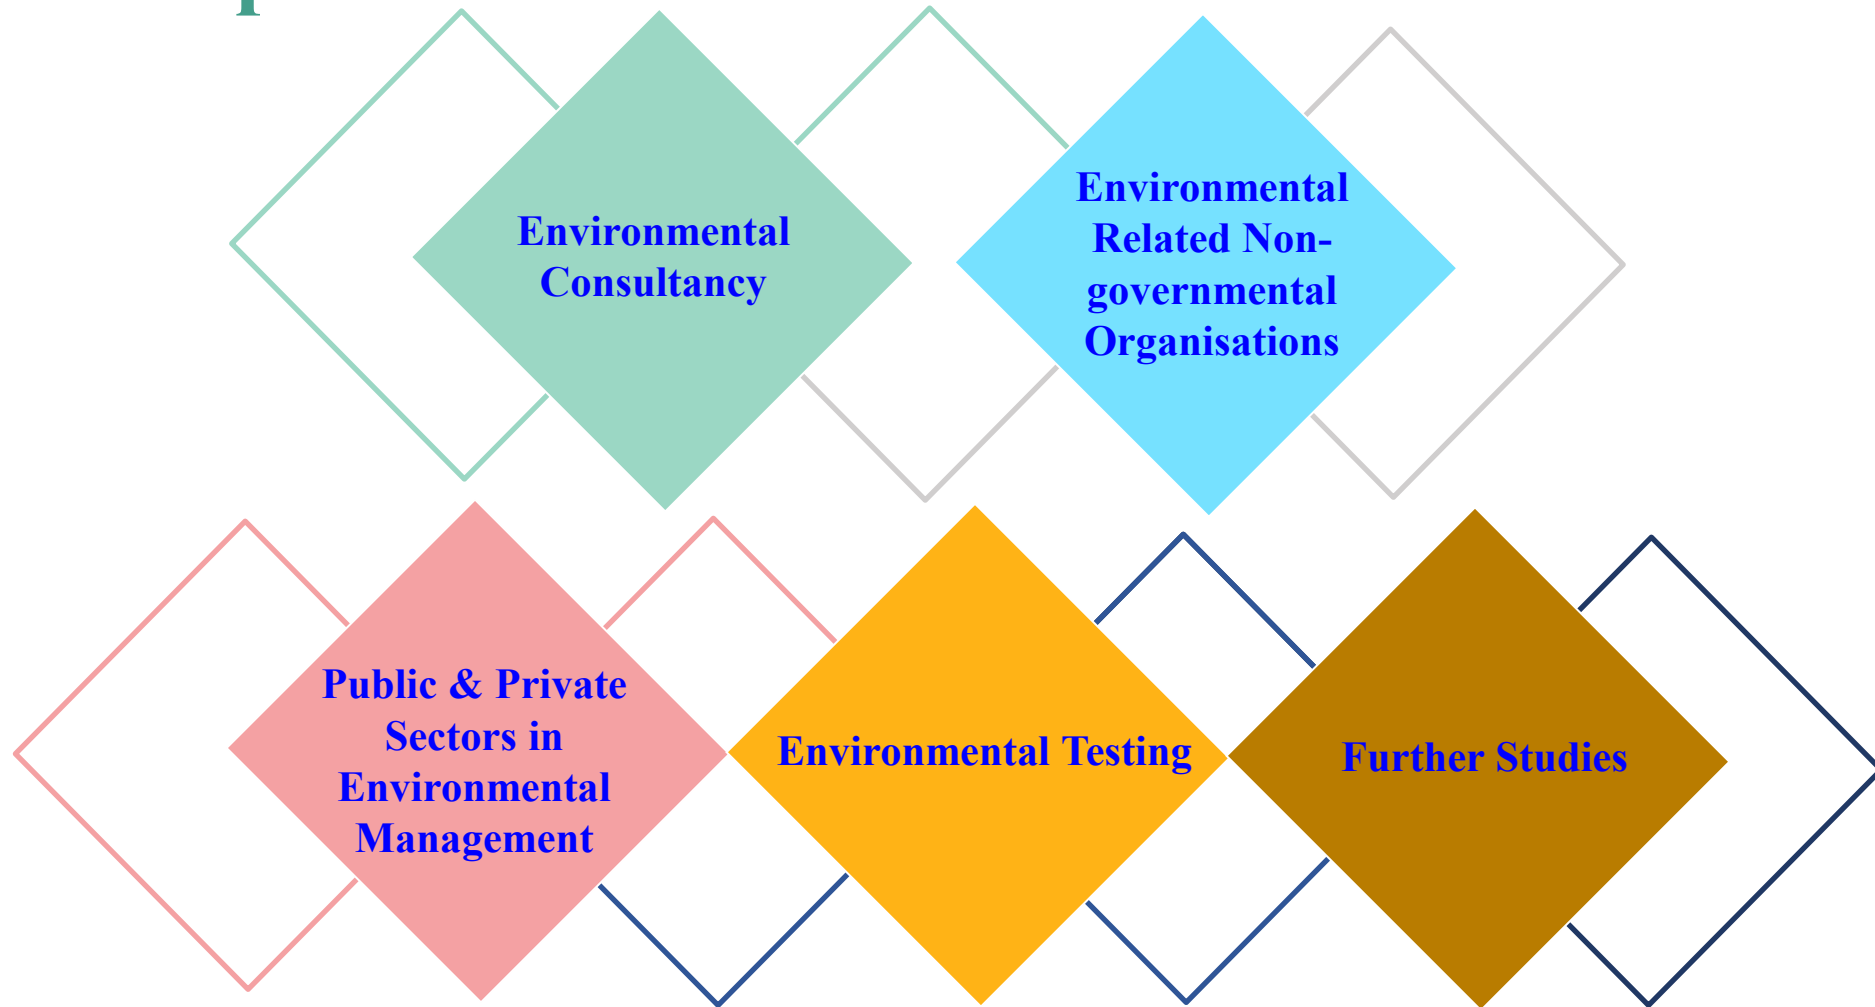 Environmental
Consultancy
Environmental
Related Non-
governmental
Organisations
Public & Private
Sectors in
Environmental
Management
Environmental Testing
Further Studies